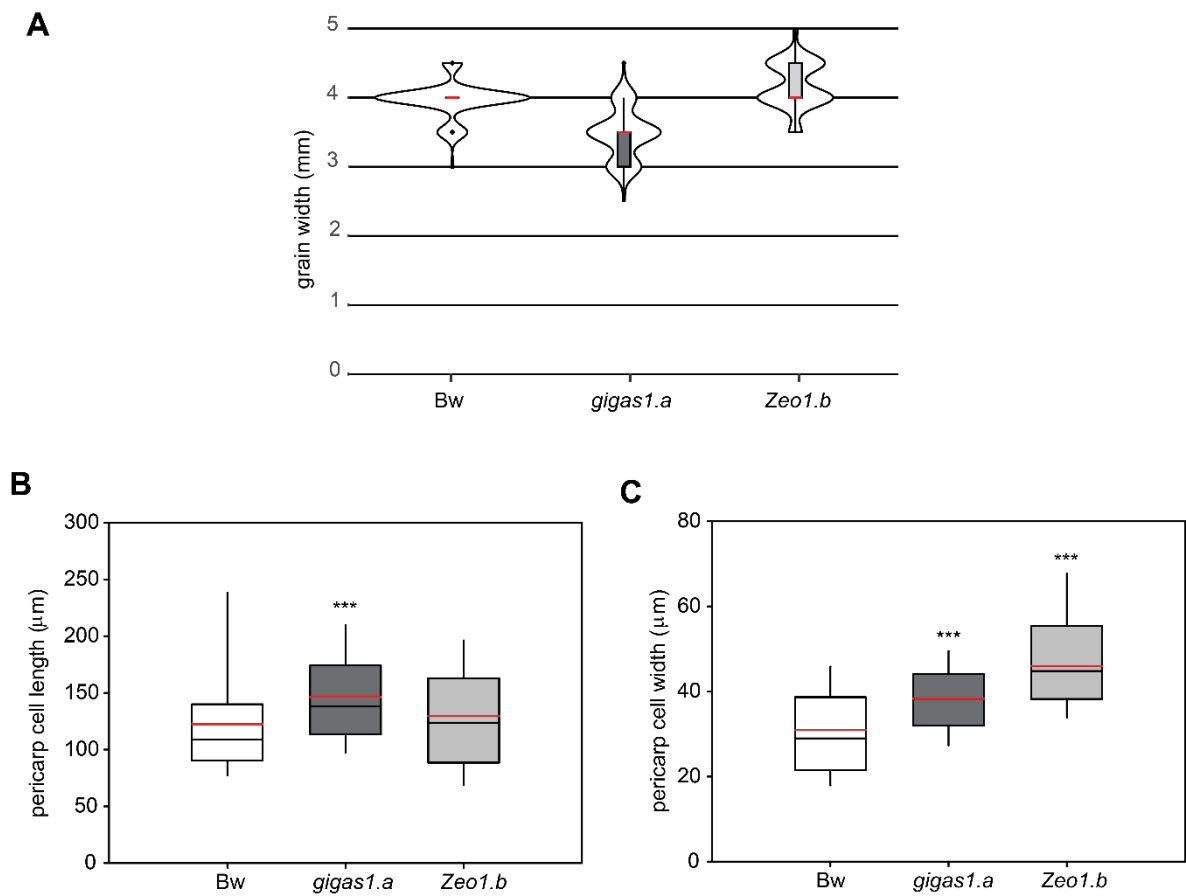 A
grain width (mm)
5
4
3
2
1
0
Bw gigas1.a Zeo1.b
B
pericarp cell length (μm)
300
250
200
150
100
50
0
***
Bw gigas1.a Zeo1.b
C
pericarp cell width (μm)
80
60
40
20
0
***
***
Bw gigas1.a Zeo1.b